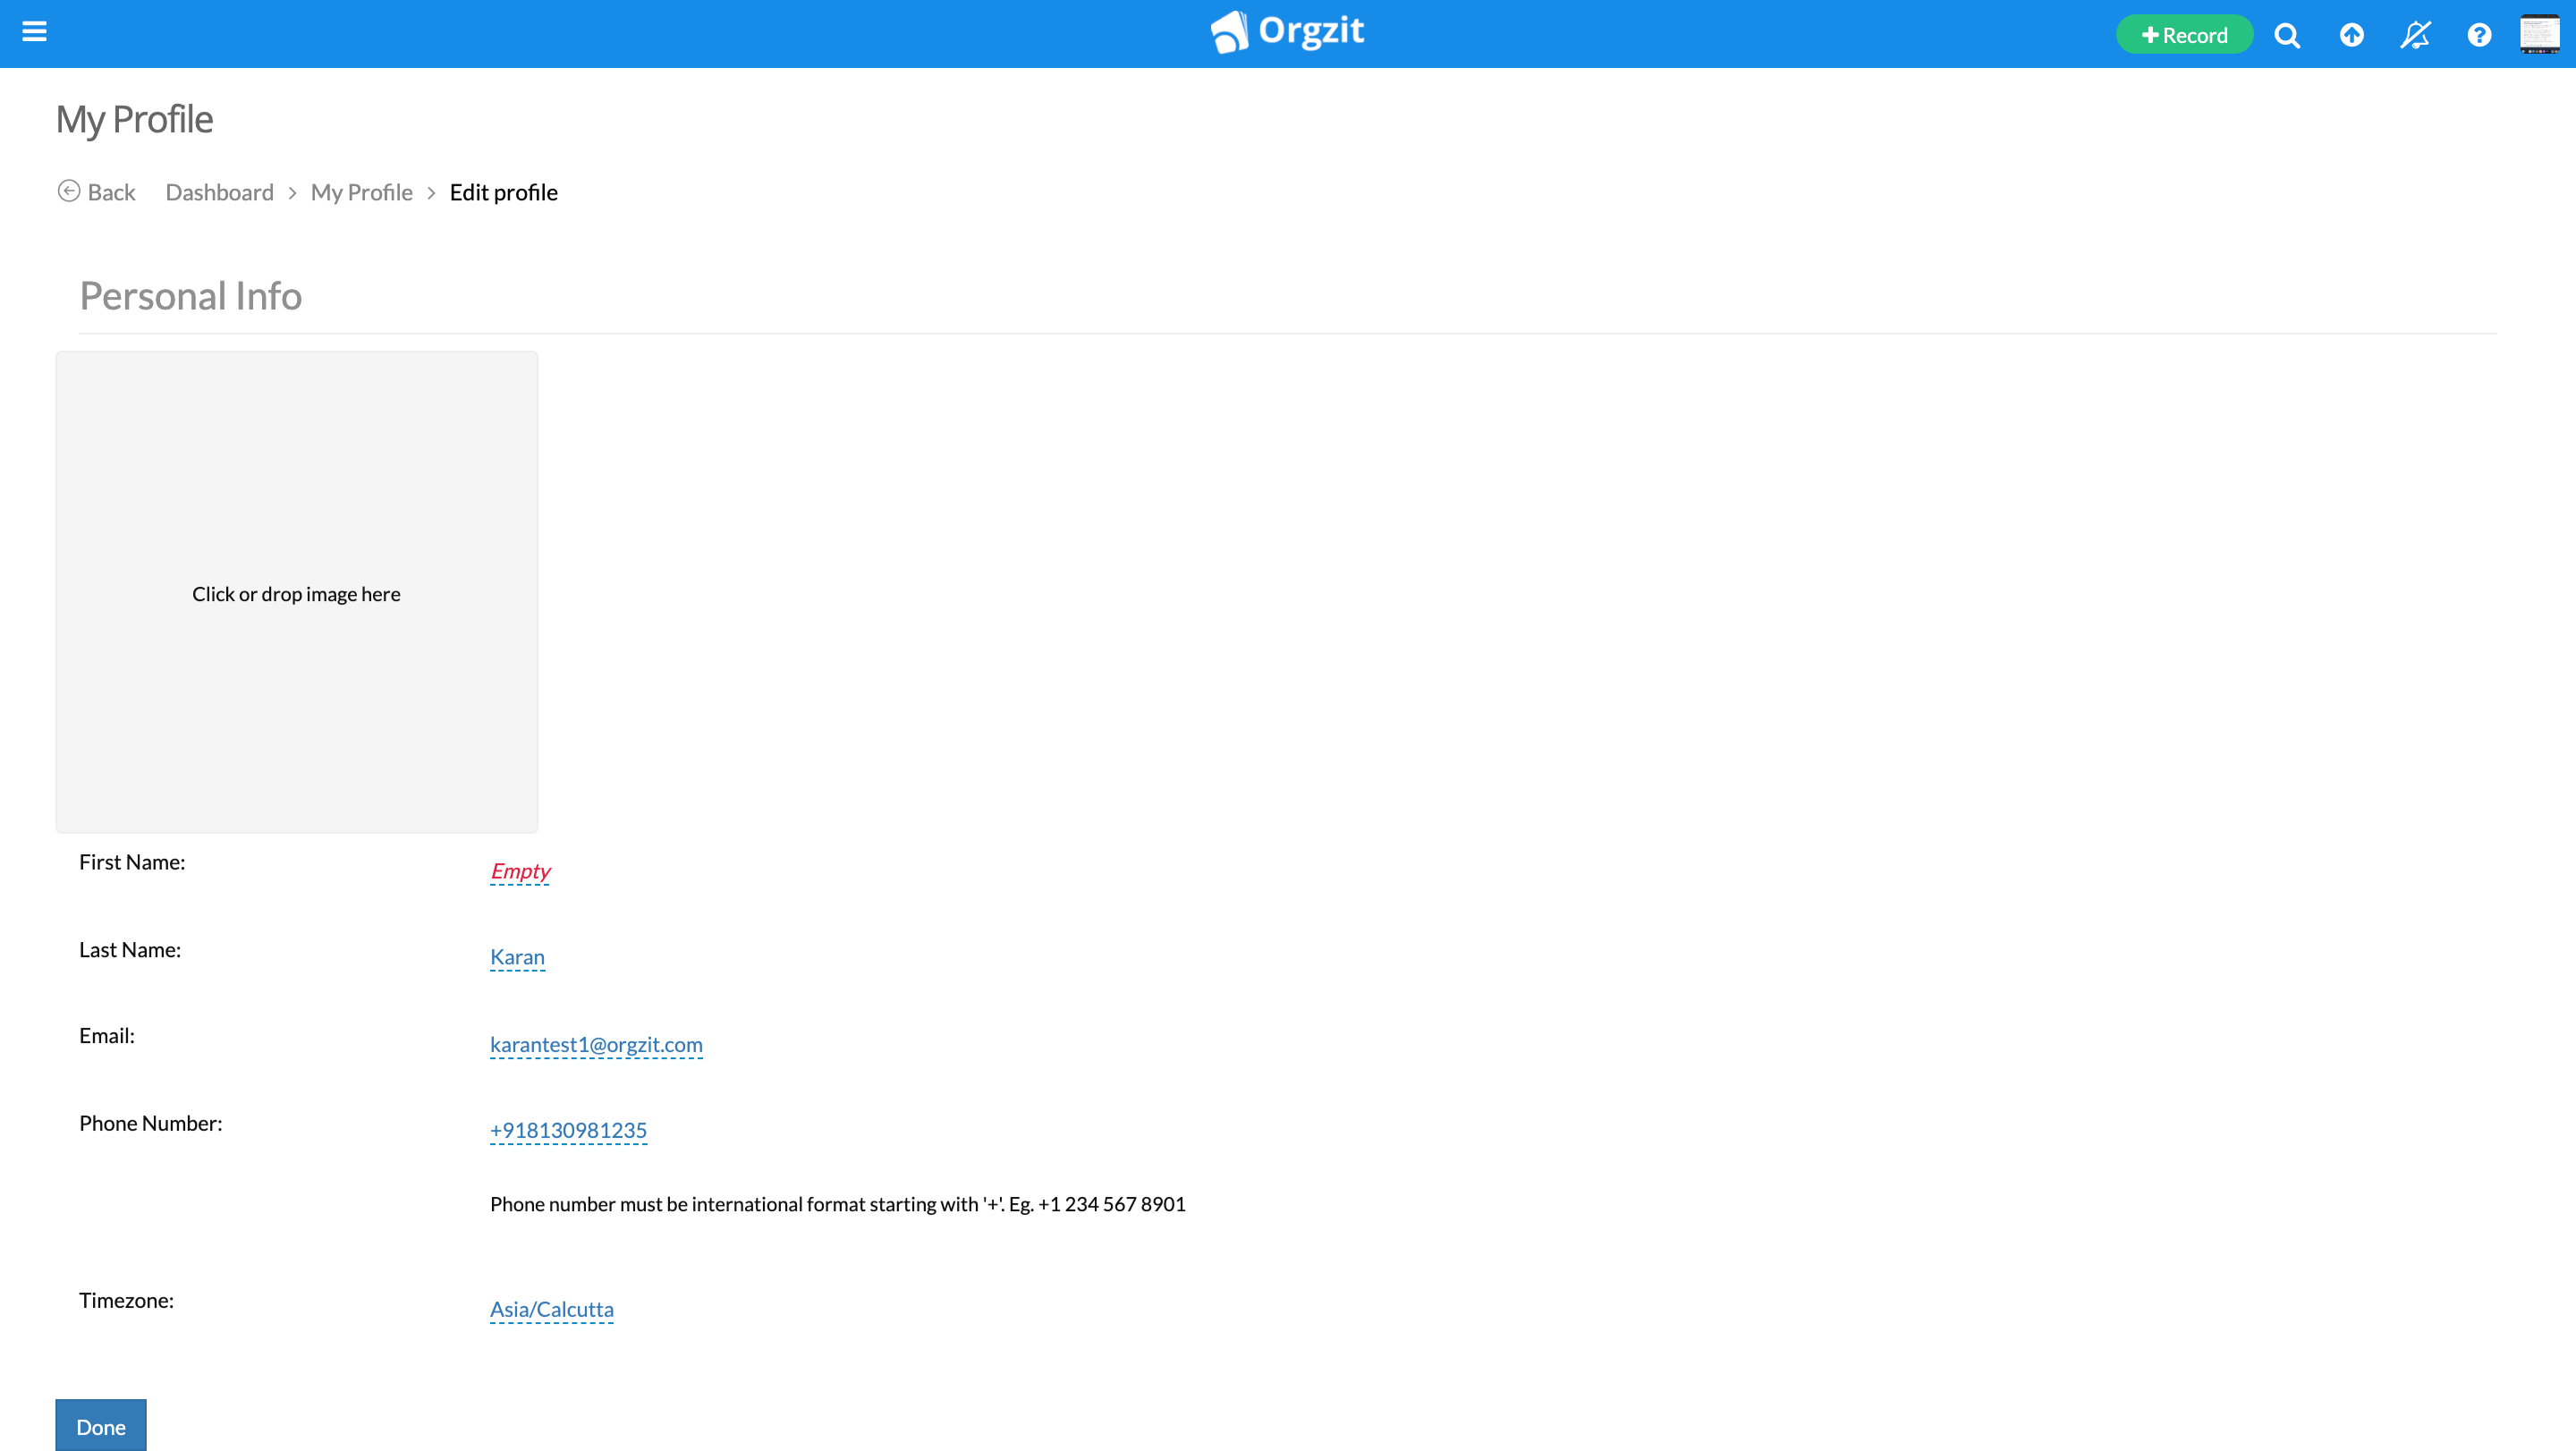 Orgzit
+ Record
My Profile
Back Dashboard > My Profile > Edit profile
Personal Info
Click or drop image here
First Name: Empty
Last Name: Karan
Email: karantest1@orgzit.com
Phone Number: +918130981235
Phone number must be international format starting with '+'. Eg. +1 234 567 8901
Timezone: Asia/Calcutta
Done